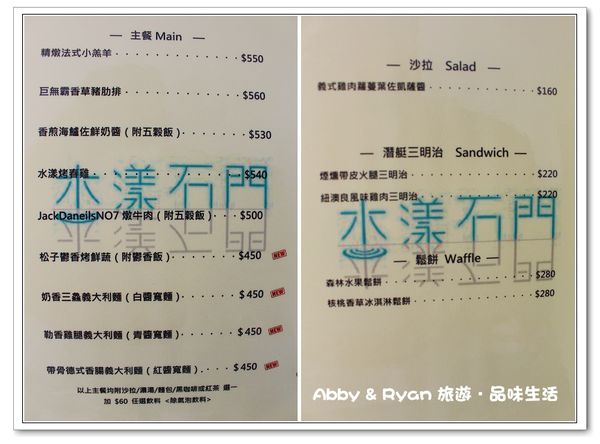 — 主餐 Main —
精燉法式小羔羊 ‧‧‧‧‧‧‧‧‧‧ $550
巨無霸香草豬肋排 ‧‧‧‧‧‧‧‧‧ $560
香煎海鱸佐鮮奶醬（附五穀飯）‧‧‧‧‧ $530
水漾烤春雞 ‧‧‧‧‧‧‧‧‧‧‧‧ $540
JackDaneilsNO7 燉牛肉（附五穀飯）‧‧‧ $500
松子鬱香烤鮮蔬（附鬱香飯）‧‧‧‧‧ $450 NEW
奶香三鱻義大利麵（白醬寬麵）‧‧‧‧ $450 NEW
勒香雞腿義大利麵（青醬寬麵）‧‧‧‧ $450 NEW
帶骨德式香腸義大利麵（紅醬寬麵）‧‧‧ $450 NEW
以上主餐均附沙拉/濃湯/麵包/黑咖啡或紅茶 選一
加 $60 任選飲料 <除氣泡飲料>
水漾石門
— 沙拉 Salad —
義式雞肉蘿蔓葉佐凱薩醬 ‧‧‧‧‧‧‧‧‧ $160
— 潛艇三明治 Sandwich —
煙燻帶皮火腿三明治 ‧‧‧‧‧‧‧‧‧‧ $220
紐澳良風味雞肉三明治 ‧‧‧‧‧‧‧‧‧ $220
水漾石門
— 鬆餅 Waffle —
森林水果鬆餅 ‧‧‧‧‧‧‧‧‧‧‧‧ $280
核桃香草冰淇淋鬆餅 ‧‧‧‧‧‧‧‧‧‧ $280
Abby & Ryan 旅遊‧品味生活